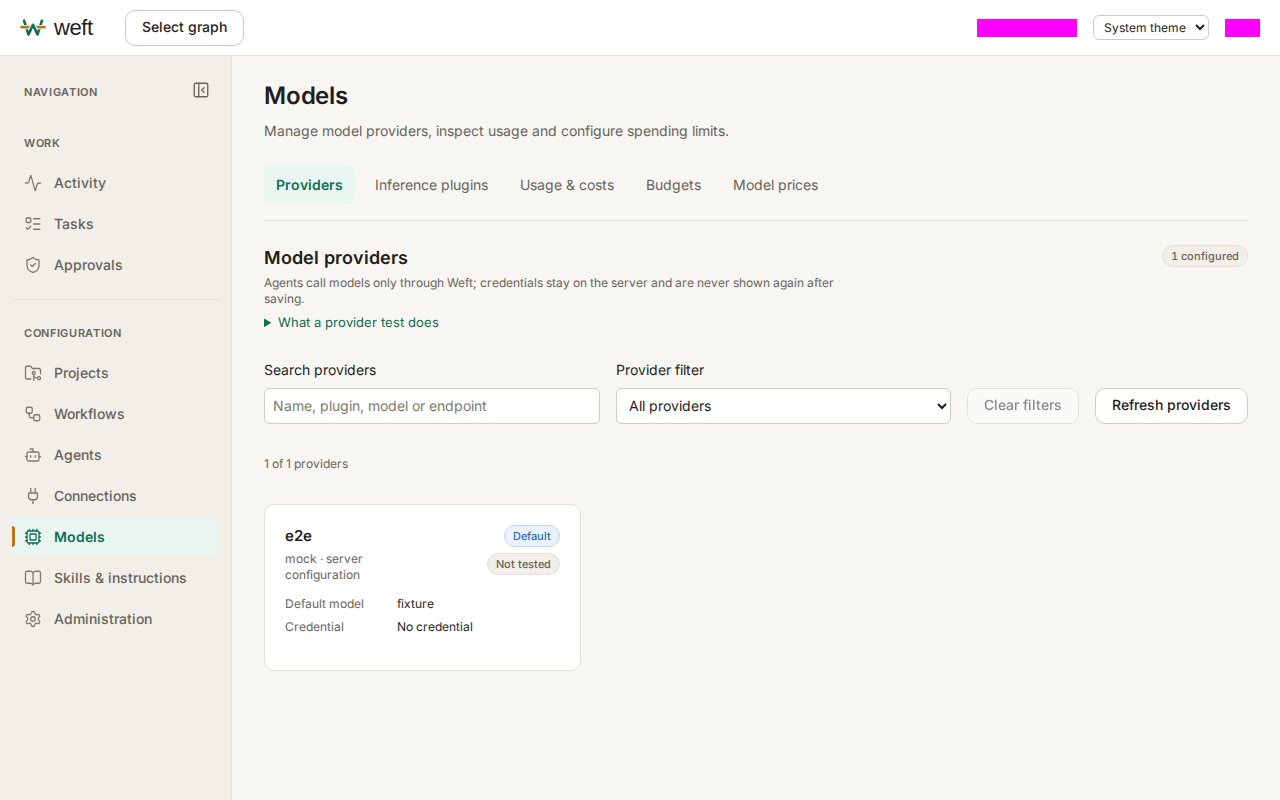 weft
Select graph
System theme
NAVIGATION
WORK
Activity
Tasks
Approvals
CONFIGURATION
Projects
Workflows
Agents
Connections
Models
Skills & instructions
Administration
Models
Manage model providers, inspect usage and configure spending limits.
Providers
Inference plugins
Usage & costs
Budgets
Model prices
Model providers
1 configured
Agents call models only through Weft; credentials stay on the server and are never shown again after
saving.
What a provider test does
Search providers
Provider filter
Name, plugin, model or endpoint
All providers
Clear filters
Refresh providers
1 of 1 providers
e2e
Default
mock · server
configuration
Not tested
Default model
fixture
Credential
No credential